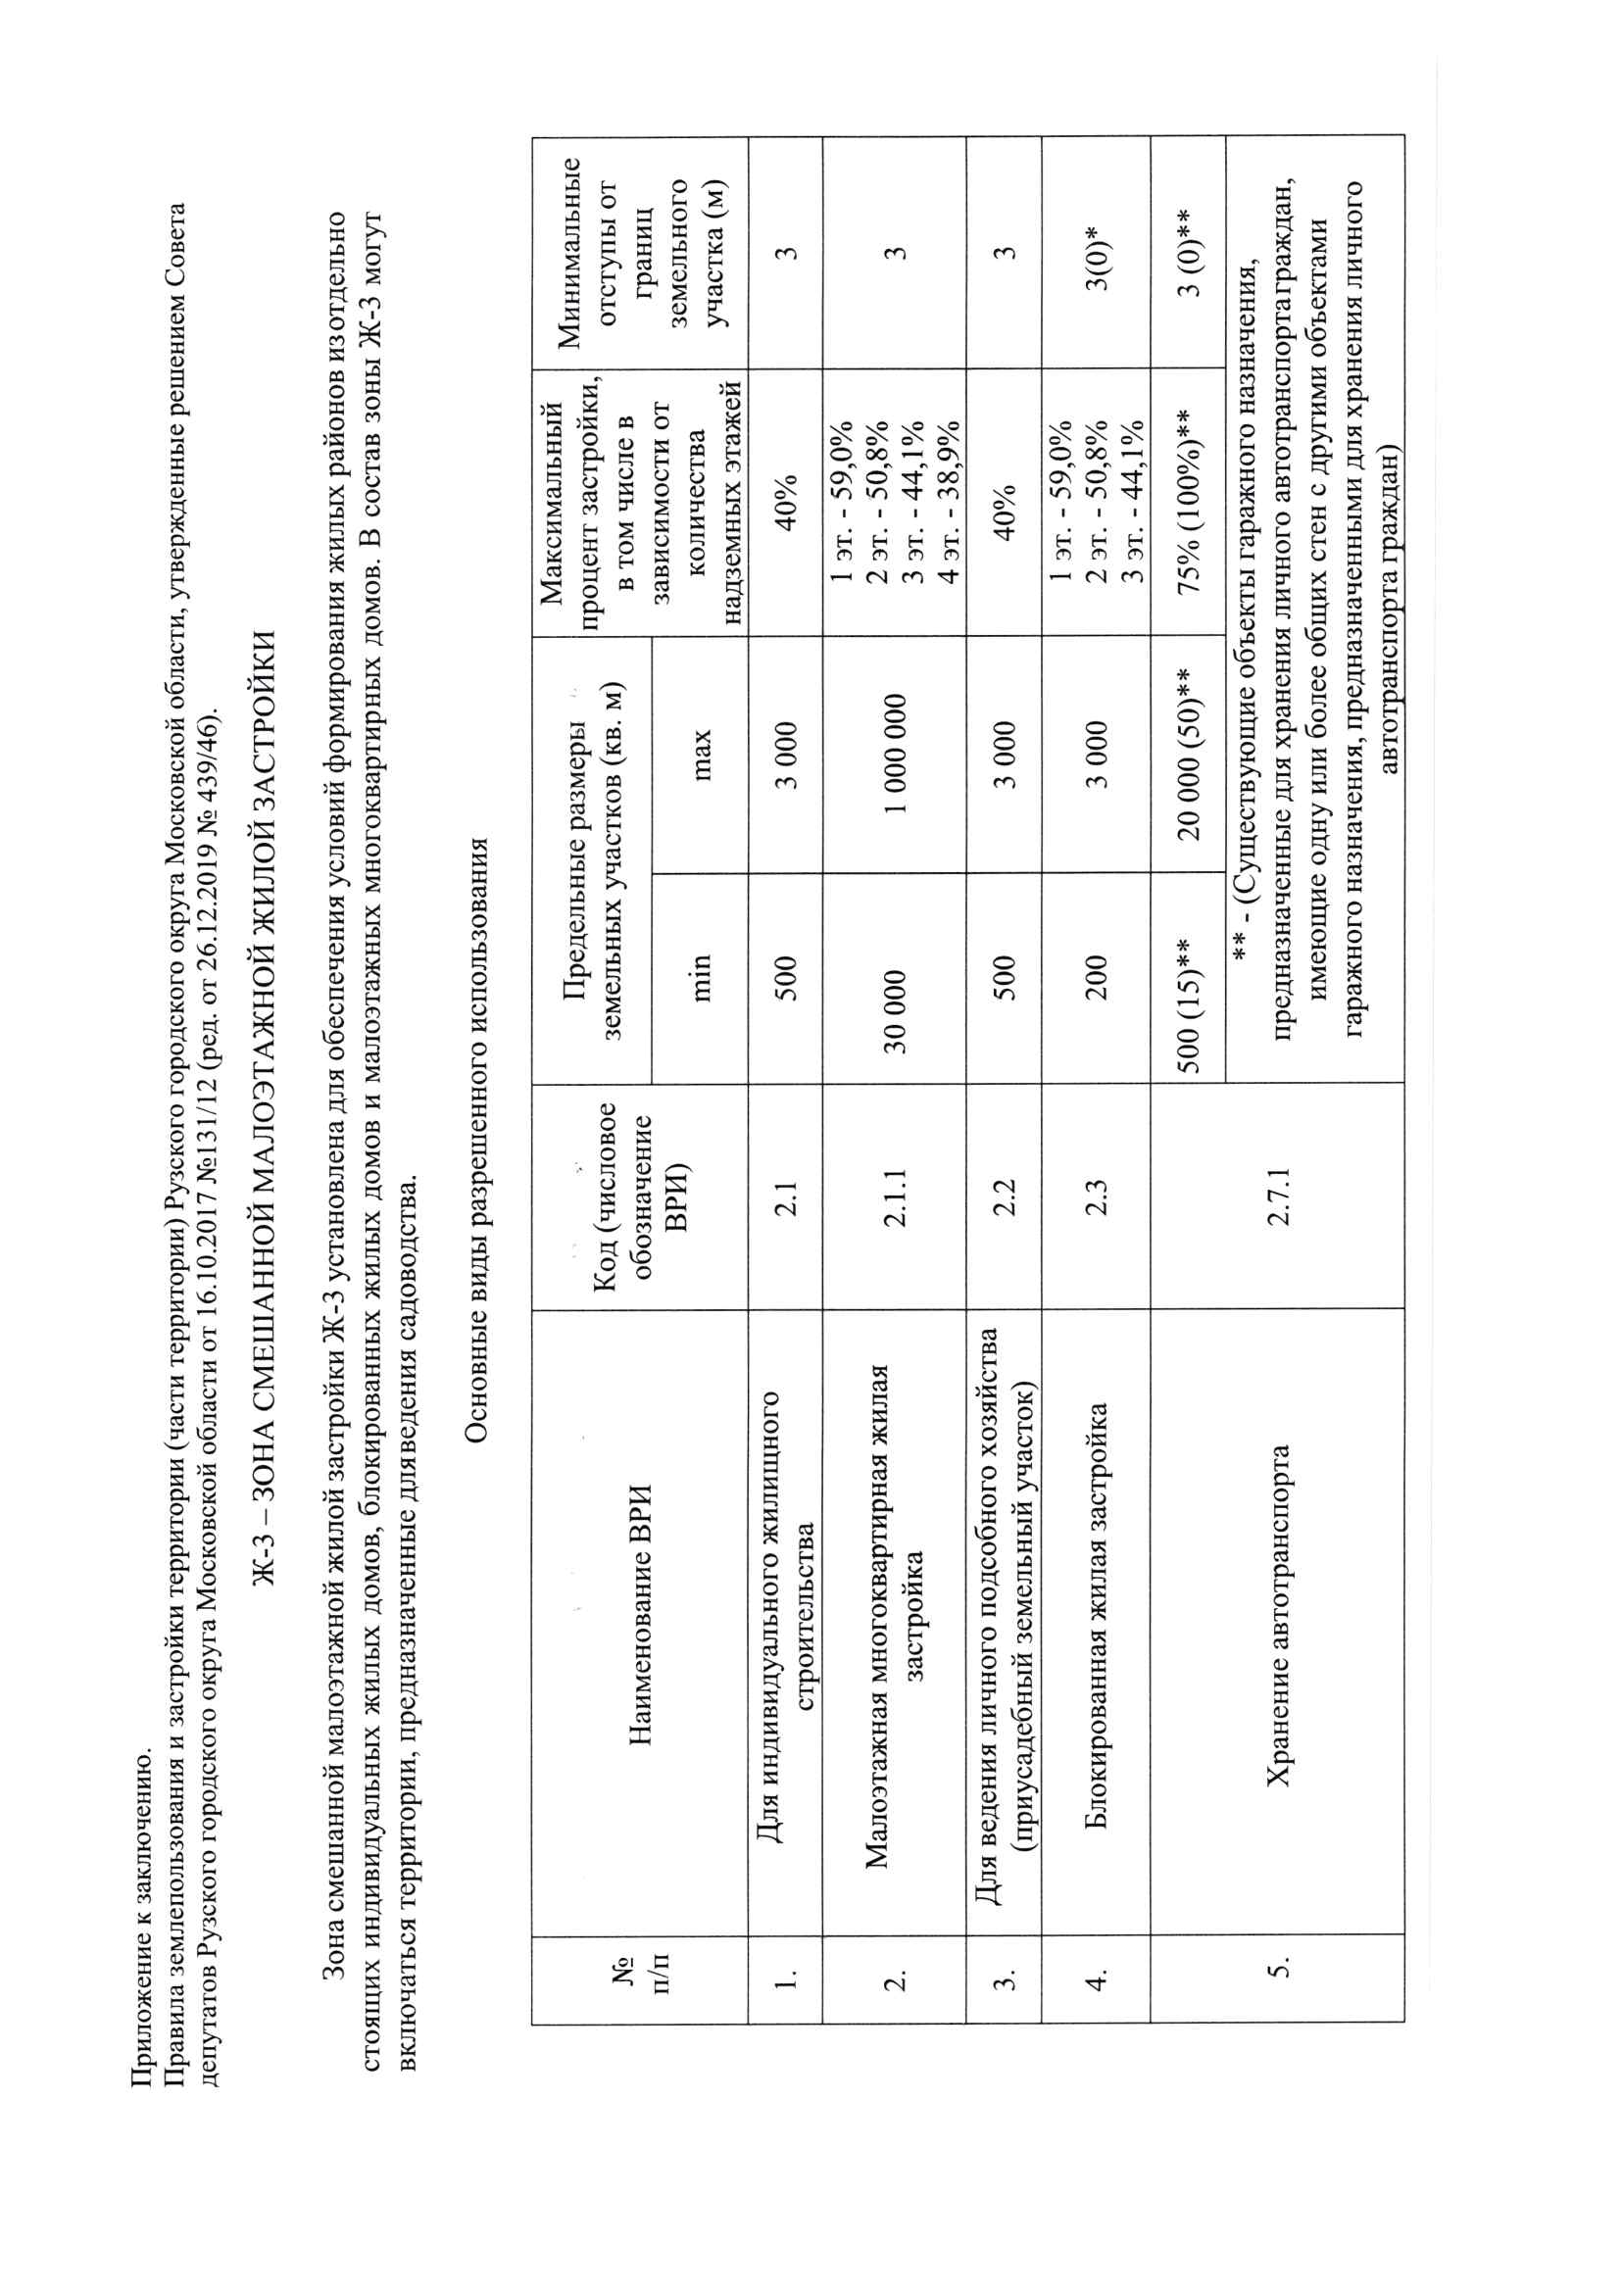 Приложение к заключению.
Правила землепользования и застройки территории (части территории) Рузского городского округа Московской области, утвержденные решением Совета
депутатов Рузского городского округа Московской области от 16.10.2017 №131/12 (ред. от 26.12.2019 № 439/46).
Ж-3 – ЗОНА СМЕШАННОЙ МАЛОЭТАЖНОЙ ЖИЛОЙ ЗАСТРОЙКИ
Зона смешанной малоэтажной жилой застройки Ж-3 установлена для обеспечения условий формирования жилых районов из отдельно
стоящих индивидуальных жилых домов, блокированных жилых домов и малоэтажных многоквартирных домов. В состав зоны Ж-3 могут
включаться территории, предназначенные для ведения садоводства.
Основные виды разрешенного использования
№
п/п
Наименование ВРИ
Код (числовое
обозначение
ВРИ)
Предельные размеры
земельных участков (кв. м)
min
max
Максимальный
процент застройки,
в том числе в
зависимости от
количества
надземных этажей
Минимальные
отступы от
границ
земельного
участка (м)
1.
Для индивидуального жилищного
строительства
2.1
500
3 000
40%
3
2.
Малоэтажная многоквартирная жилая
застройка
2.1.1
30 000
1 000 000
1 эт. - 59,0%
2 эт. - 50,8%
3 эт. - 44,1%
4 эт. - 38,9%
3
3.
Для ведения личного подсобного хозяйства
(приусадебный земельный участок)
2.2
500
3 000
40%
3
4.
Блокированная жилая застройка
2.3
200
3 000
1 эт. - 59,0%
2 эт. - 50,8%
3 эт. - 44,1%
3(0)*
5.
Хранение автотранспорта
2.7.1
500 (15)**
20 000 (50)**
75% (100%)**
3 (0)**
** - (Существующие объекты гаражного назначения,
предназначенные для хранения личного автотранспорта граждан,
имеющие одну или более общих стен с другими объектами
гаражного назначения, предназначенными для хранения личного
автотранспорта граждан)